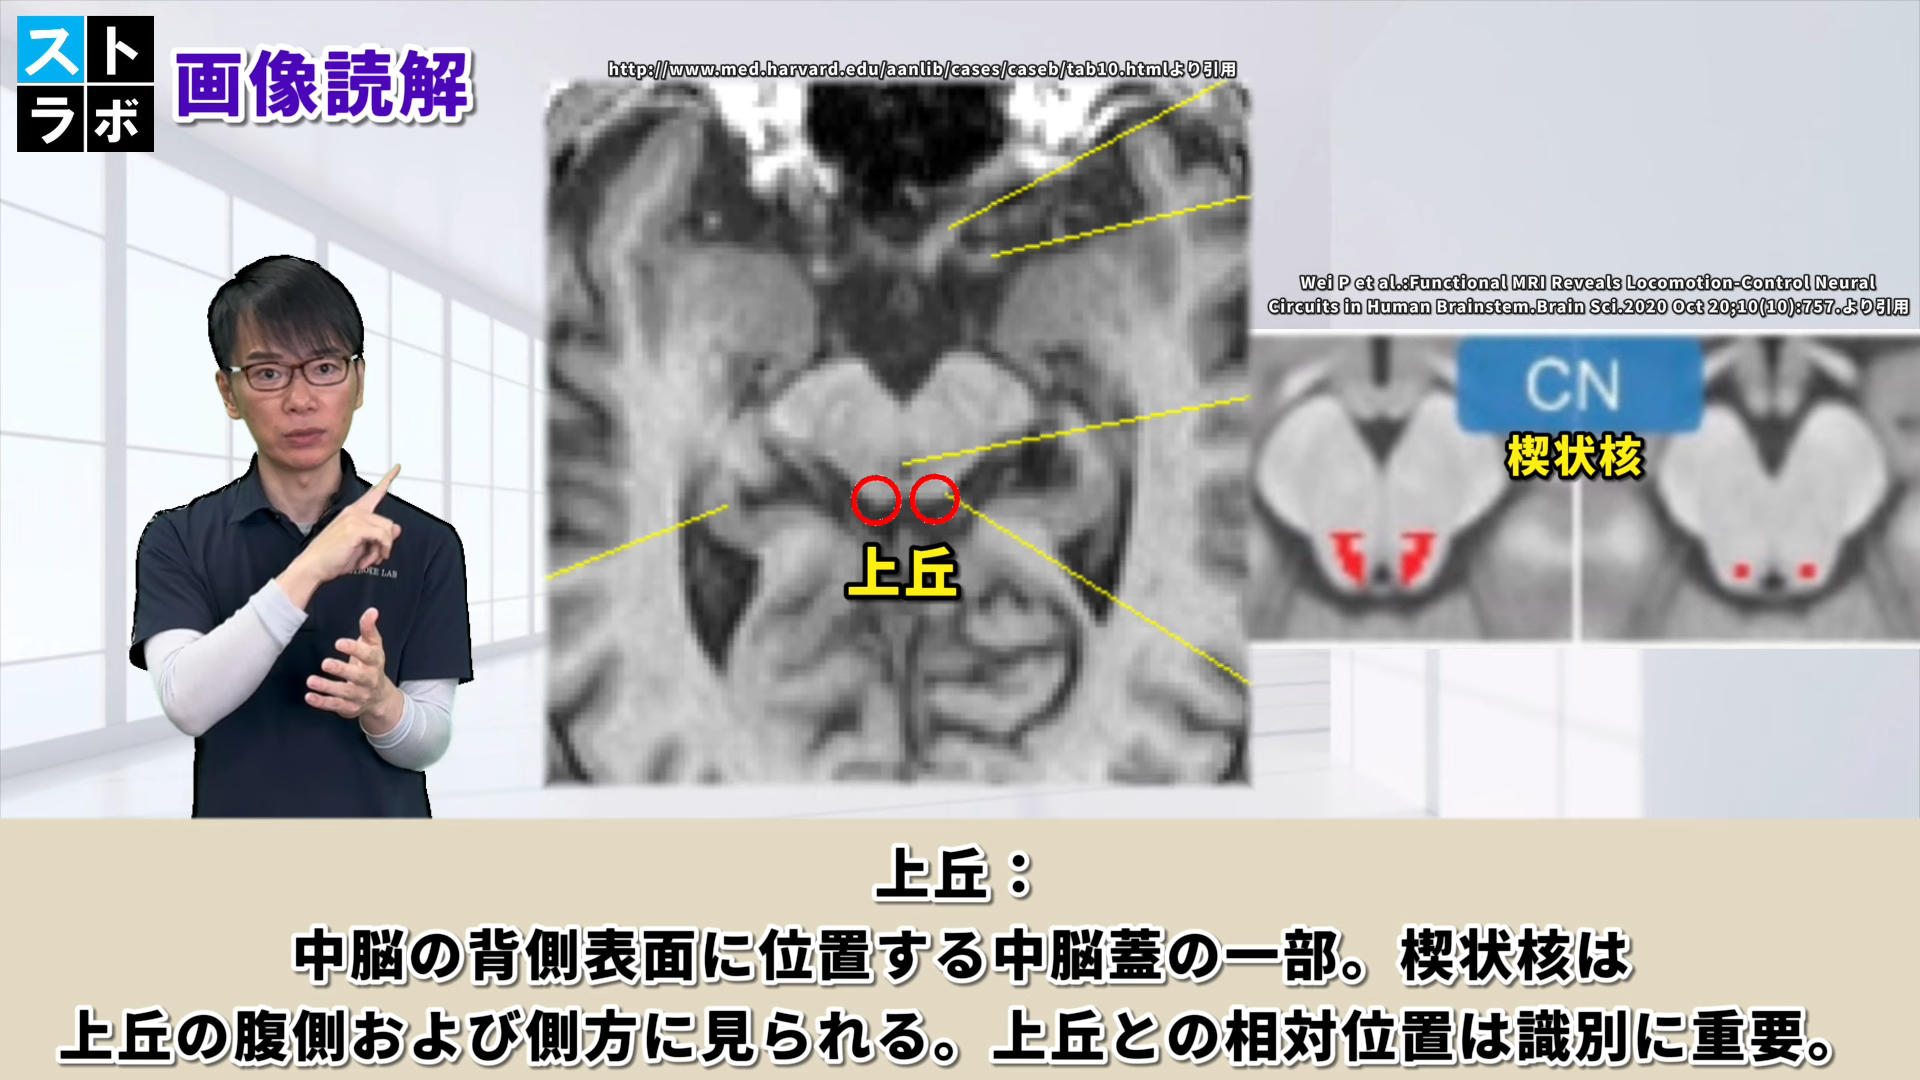 スト
ラボ
画像読解
http://www.med.harvard.edu/aanlib/cases/caseb/tab10.htmlより引用
Wei P et al.:Functional MRI Reveals Locomotion-Control Neural
Circuits in Human Brainstem.Brain Sci.2020 Oct 20;10(10):757.より引用
CN
楔状核
上丘
STROKE LAB
上丘：
中脳の背側表面に位置する中脳蓋の一部。楔状核は
上丘の腹側および側方に見られる。上丘との相対位置は識別に重要。